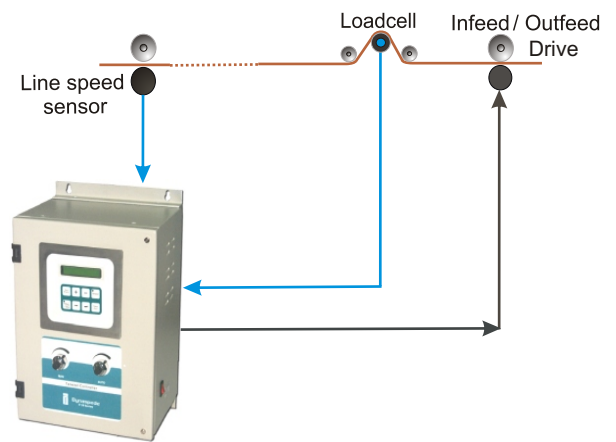 Loadcell
Infeed / Outfeed
Drive
Line speed
sensor